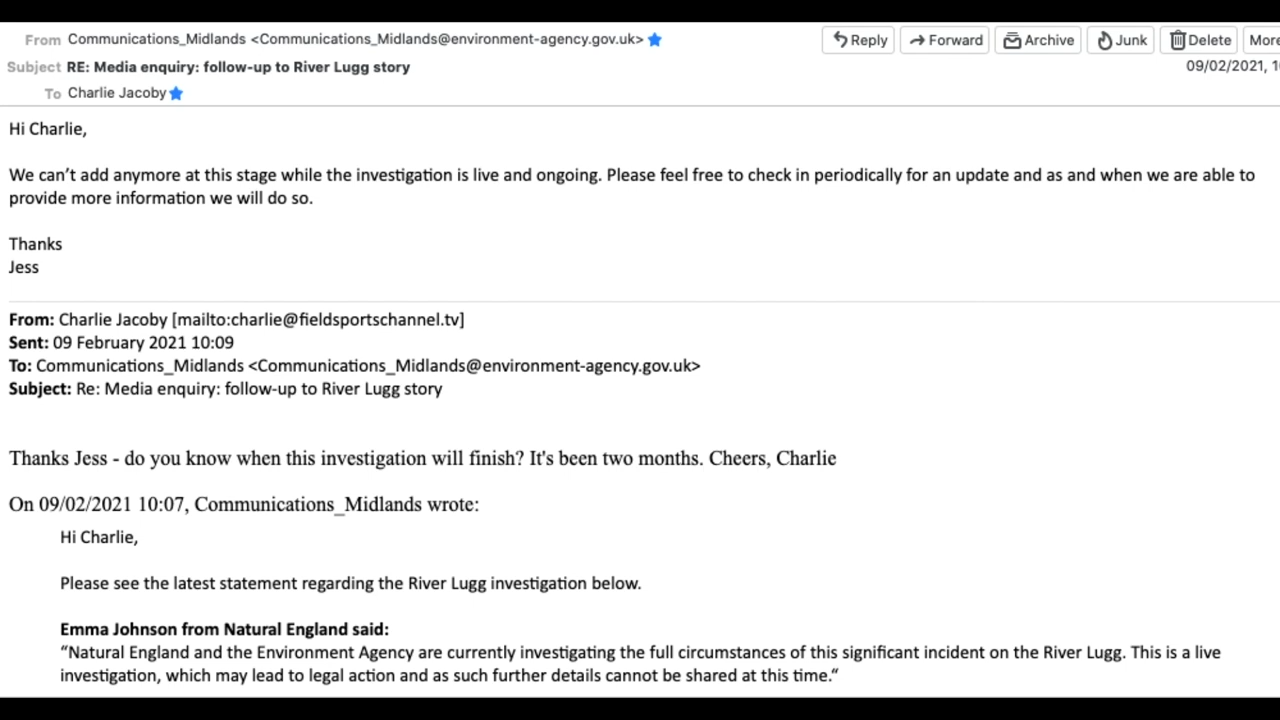 From Communications_Midlands <Communications_Midlands@environment-agency.gov.uk>
Reply Forward Archive Junk Delete More
Subject RE: Media enquiry: follow-up to River Lugg story
09/02/2021, 1
To Charlie Jacoby
Hi Charlie,
We can’t add anymore at this stage while the investigation is live and ongoing. Please feel free to check in periodically for an update and as and when we are able to
provide more information we will do so.
Thanks
Jess
From: Charlie Jacoby [mailto:charlie@fieldsportschannel.tv]
Sent: 09 February 2021 10:09
To: Communications_Midlands <Communications_Midlands@environment-agency.gov.uk>
Subject: Re: Media enquiry: follow-up to River Lugg story
Thanks Jess - do you know when this investigation will finish? It's been two months. Cheers, Charlie
On 09/02/2021 10:07, Communications_Midlands wrote:
Hi Charlie,
Please see the latest statement regarding the River Lugg investigation below.
Emma Johnson from Natural England said:
“Natural England and the Environment Agency are currently investigating the full circumstances of this significant incident on the River Lugg. This is a live
investigation, which may lead to legal action and as such further details cannot be shared at this time.“